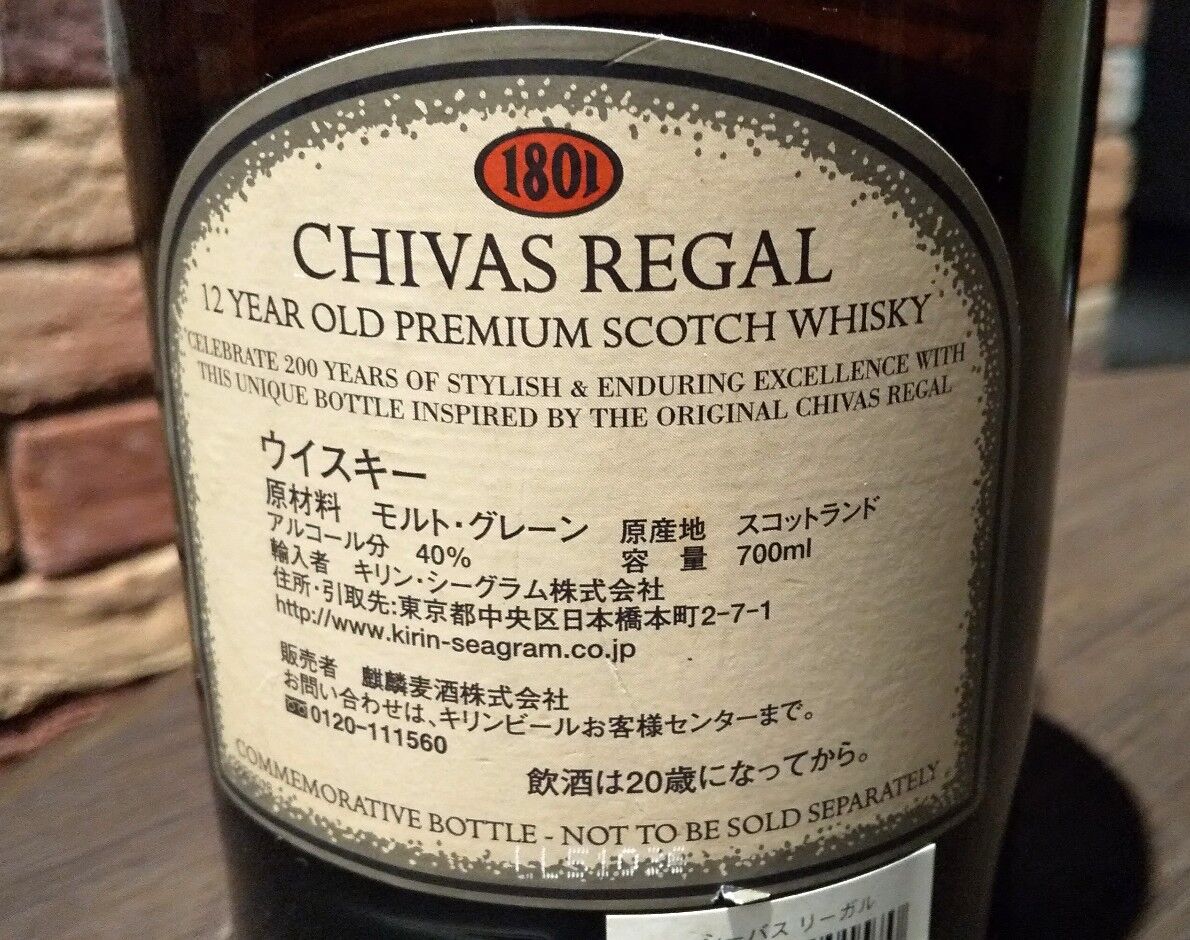 1801
CHIVAS REGAL
12 YEAR OLD PREMIUM SCOTCH WHISKY
CELEBRATE 200 YEARS OF STYLISH & ENDURING EXCELLENCE WITH
THIS UNIQUE BOTTLE INSPIRED BY THE ORIGINAL CHIVAS REGAL
ウイスキー
原材料 モルト・グレーン 原産地 スコットランド
アルコール分 40% 容量 700ml
輸入者 キリン・シーグラム株式会社
住所・引取先:東京都中央区日本橋本町2-7-1
http://www.kirin-seagram.co.jp
販売者 麒麟麦酒株式会社
お問い合わせは、キリンビールお客様センターまで。
0120-111560
飲酒は20歳になってから。
COMMEMORATIVE BOTTLE - NOT TO BE SOLD SEPARATELY
シーバス リーガル